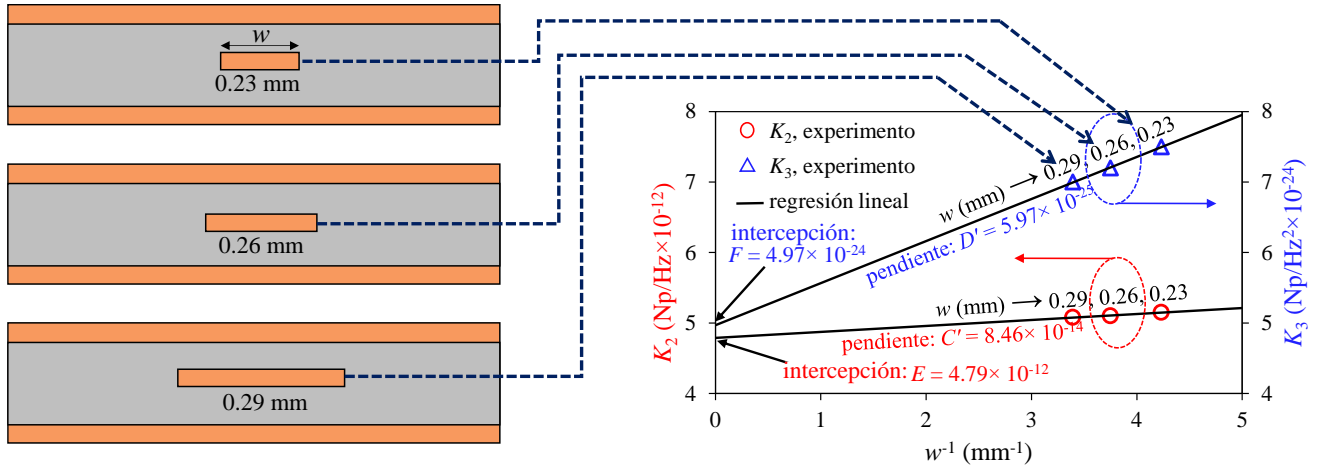 w
0.23 mm
0.26 mm
0.29 mm
K₂, experimento
K₃, experimento
regresión lineal
w (mm) → 0.29, 0.26, 0.23
pendiente: D′ = 5.97× 10⁻²⁵
intercepción:
F = 4.97× 10⁻²⁴
w (mm) → 0.29, 0.26, 0.23
pendiente: C′ = 8.46× 10⁻¹⁴
intercepción: E = 4.79× 10⁻¹²
K₂ (Np/Hz×10⁻¹²)
8
7
6
5
4
K₃ (Np/Hz²×10⁻²⁴)
8
7
6
5
4
0 1 2 3 4 5
w⁻¹ (mm⁻¹)